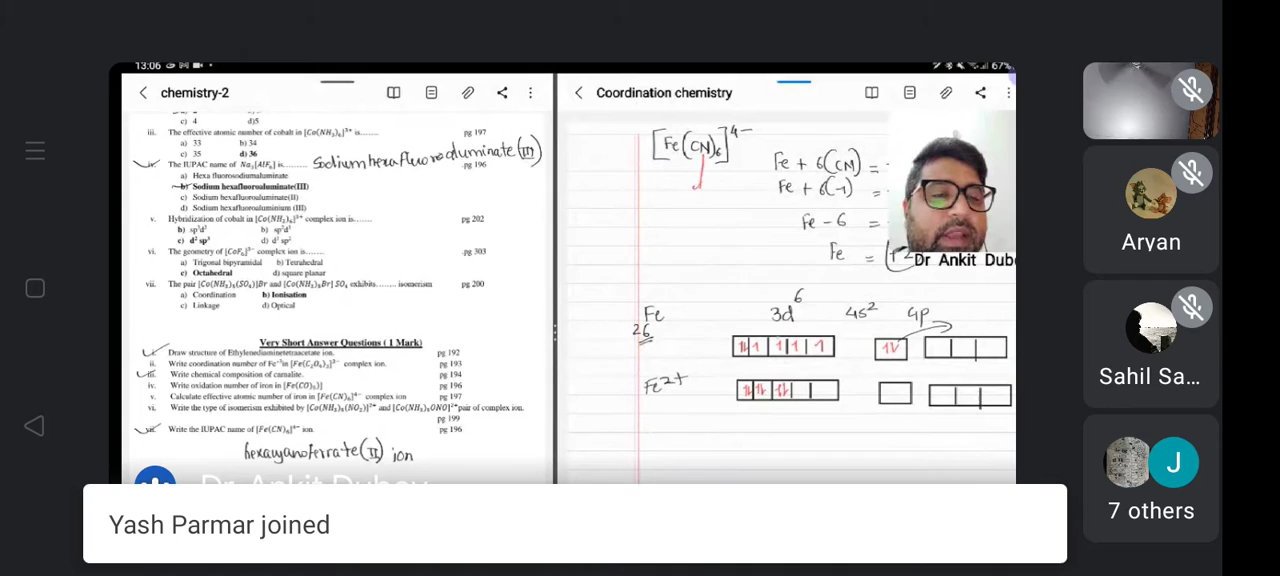 13:06
67%
chemistry-2
c) 4 d)5
iii. The effective atomic number of cobalt in [Co(NH3)6]3+ is....... pg 197
a) 33 b) 34
c) 35 d) 36
iv. The IUPAC name of Na3[AlF6] is........... Sodiumhexafluoroaluminate(III) pg 196
a) Hexa fluorosodiumaluminate
b) Sodium hexafluoroaluminate(III)
c) Sodium hexafluoroaluminate(II)
d) Sodium hexafluoroaluminium (III)
v. Hybridization of cobalt in [Co(NH3)6]3+ complex ion is....... pg 202
b) sp3d2 b) sp3
c) d2 sp3 d) d2 sp2
vi. The geometry of [CoF6]3- complex ion is........ pg 303
a) Trigonal bipyramidal b) Tetrahedral
c) Octahedral d) square planar
vii. The pair [Co(NH3)5(SO4)]Br and [Co(NH3)5Br] SO4 exhibits....... isomerism pg 200
a) Coordination b) Ionisation
c) Linkage d) Optical
Very Short Answer Questions ( 1 Mark)
i. Draw structure of Ethylenediaminetetraacetate ion. pg 192
ii. Write coordination number of Fe in [Fe(C2O4)3]3- complex ion. pg 193
iii. Write chemical composition of carnalite. pg 194
iv. Write oxidation number of iron in [Fe(CO)5)] pg 196
v. Calculate effective atomic number of iron in [Fe(CN)6]4- complex ion pg 197
vi. Write the type of isomerism exhibited by [Co(NH3)5(NO2)]2+ and [Co(NH3)5ONO]2+ pair of complex ion.
pg 199
vii. Write the IUPAC name of [Fe(CN)6]4- ion. pg 196
hexacyanoferrate(II) ion
Coordination chemistry
[Fe(CN)6]4-
Fe + 6(CN) =
Fe + 6(-1) =
Fe - 6 =
Fe = +2
Fe 3d6 4s2 4p
26
Fe2+
Dr Ankit Dub
Dr. Ankit Dubey
Aryan
Sahil Sa...
J
7 others
Yash Parmar joined